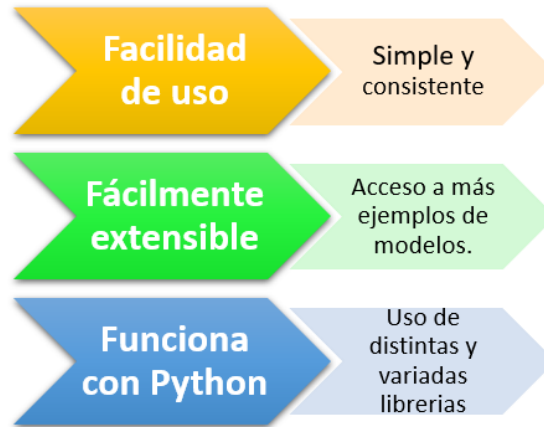 Facilidad
de uso
Simple y
consistente
Fácilmente
extensible
Acceso a más
ejemplos de
modelos.
Funciona
con Python
Uso de
distintas y
variadas
librerias